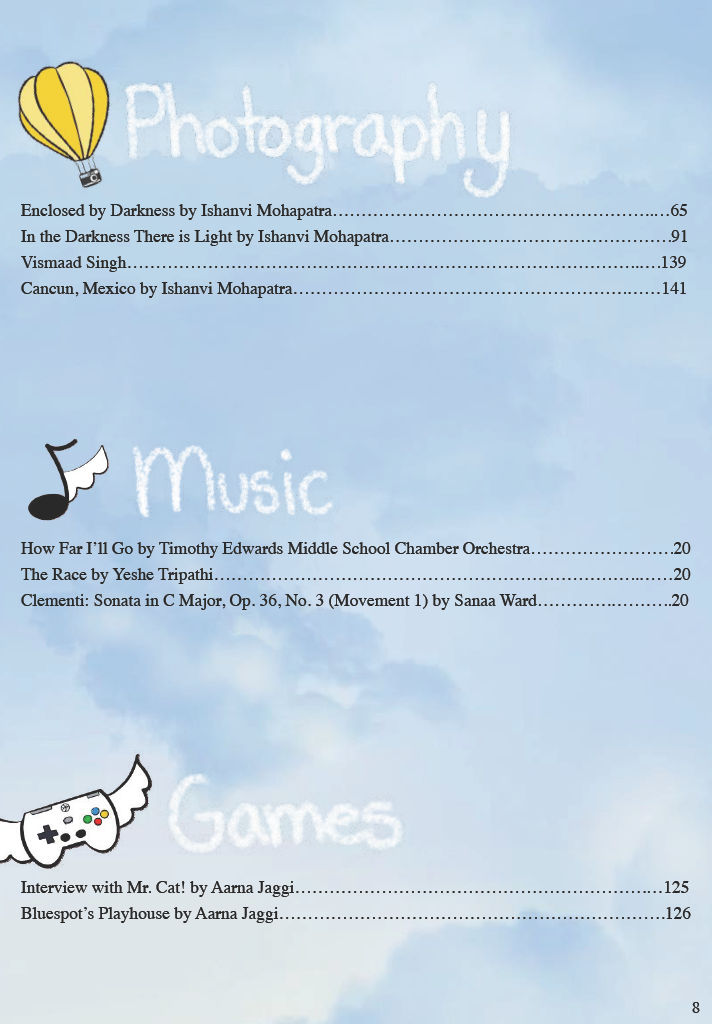 Photography
Enclosed by Darkness by Ishanvi Mohapatra……………………………………………………..…65
In the Darkness There is Light by Ishanvi Mohapatra…………………………………………….91
Vismaad Singh……………………………………………………………………………………..…139
Cancun, Mexico by Ishanvi Mohapatra……………………………………………………….……141
Music
How Far I’ll Go by Timothy Edwards Middle School Chamber Orchestra………………………20
The Race by Yeshe Tripathi……………………………………………………………………..……20
Clementi: Sonata in C Major, Op. 36, No. 3 (Movement 1) by Sanaa Ward………….………..20
Games
Interview with Mr. Cat! by Aarna Jaggi……………………………………………………….….…125
Bluespot’s Playhouse by Aarna Jaggi………………………………………………………………126
8